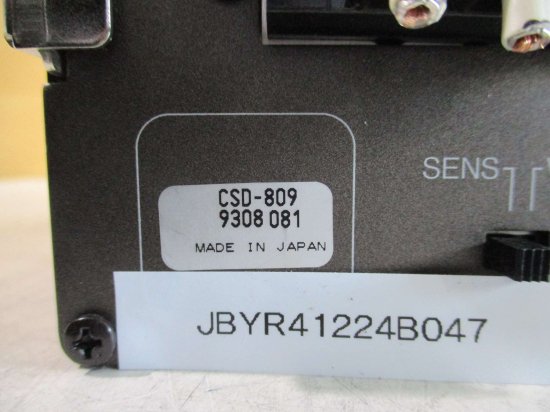 SENS
CSD-809
9308 081
MADE IN JAPAN
JBYR41224B047